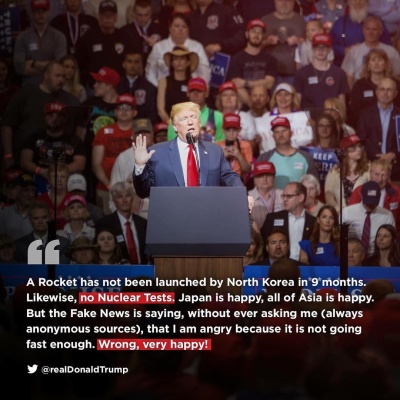 KEEP
"
A Rocket has not been launched by North Korea in 9 months.
Likewise, no Nuclear Tests. Japan is happy, all of Asia is happy.
But the Fake News is saying, without ever asking me (always
anonymous sources), that I am angry because it is not going
fast enough. Wrong, very happy!
@realDonaldTrump